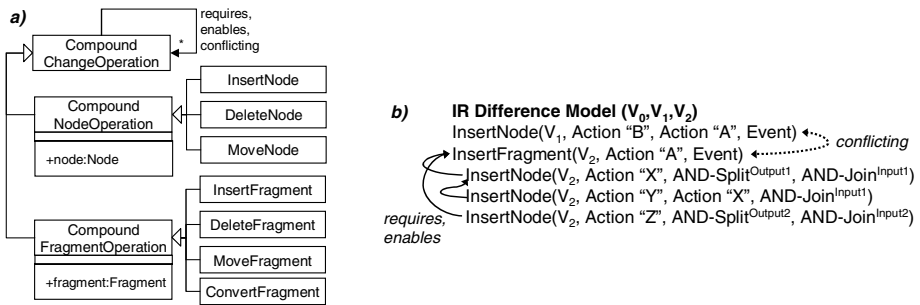 a)
requires,
enables,
conflicting
*
Compound
ChangeOperation
InsertNode
Compound
NodeOperation
DeleteNode
+node:Node
MoveNode
InsertFragment
Compound
FragmentOperation
DeleteFragment
MoveFragment
+fragment:Fragment
ConvertFragment
b) IR Difference Model (V0,V1,V2)
InsertNode(V1, Action “B”, Action “A”, Event)
conflicting
InsertFragment(V2, Action “A”, Event)
InsertNode(V2, Action “X”, AND-SplitOutput1, AND-JoinInput1)
InsertNode(V2, Action “Y”, Action “X”, AND-JoinInput1)
InsertNode(V2, Action “Z”, AND-SplitOutput2, AND-JoinInput2)
requires,
enables